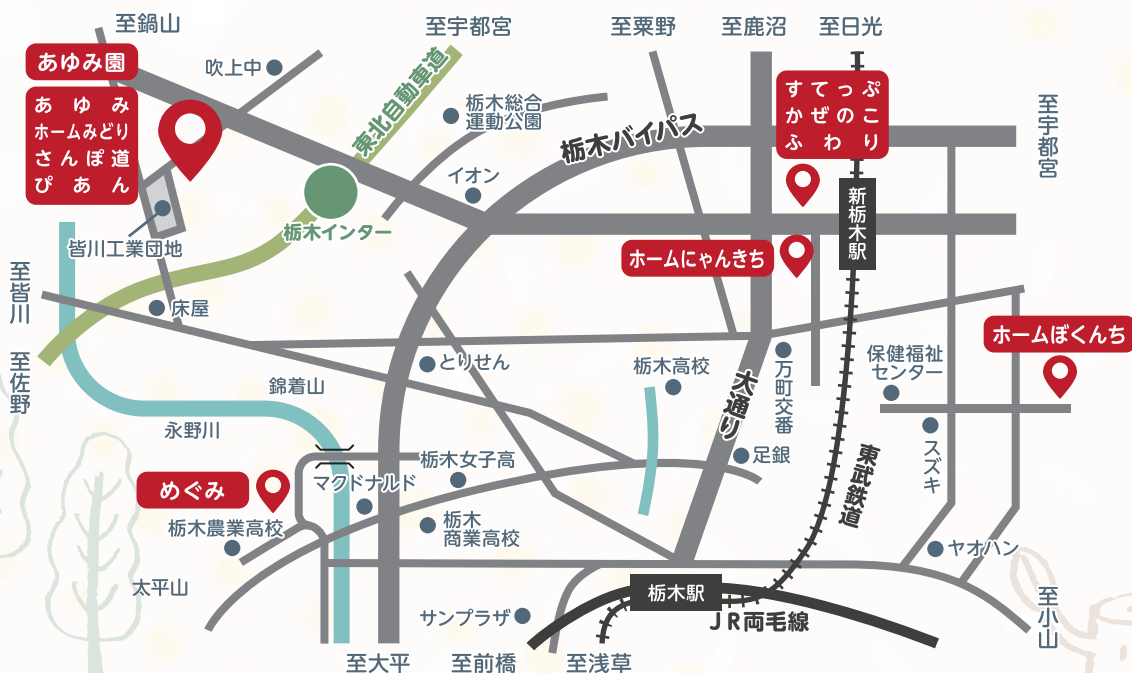 至鍋山
至宇都宮
至粟野
至鹿沼
至日光
あゆみ園
吹上中
東北自動車道
栃木総合
運動公園
栃木バイパス
すてっぷ
かぜのこ
ふわり
至宇都宮
あゆみ
ホームみどり
さんぽ道
ぴあん
イオン
新栃木駅
栃木インター
皆川工業団地
ホームにゃんきち
至皆川
床屋
ホームぼくんち
至佐野
とりせん
栃木高校
大通り
万町交番
保健福祉
センター
錦着山
永野川
足銀
スズキ
栃木女子高
東武鉄道
めぐみ
マクドナルド
栃木農業高校
栃木
商業高校
ヤオハン
太平山
サンプラザ
栃木駅
JR両毛線
至小山
至大平
至前橋
至浅草